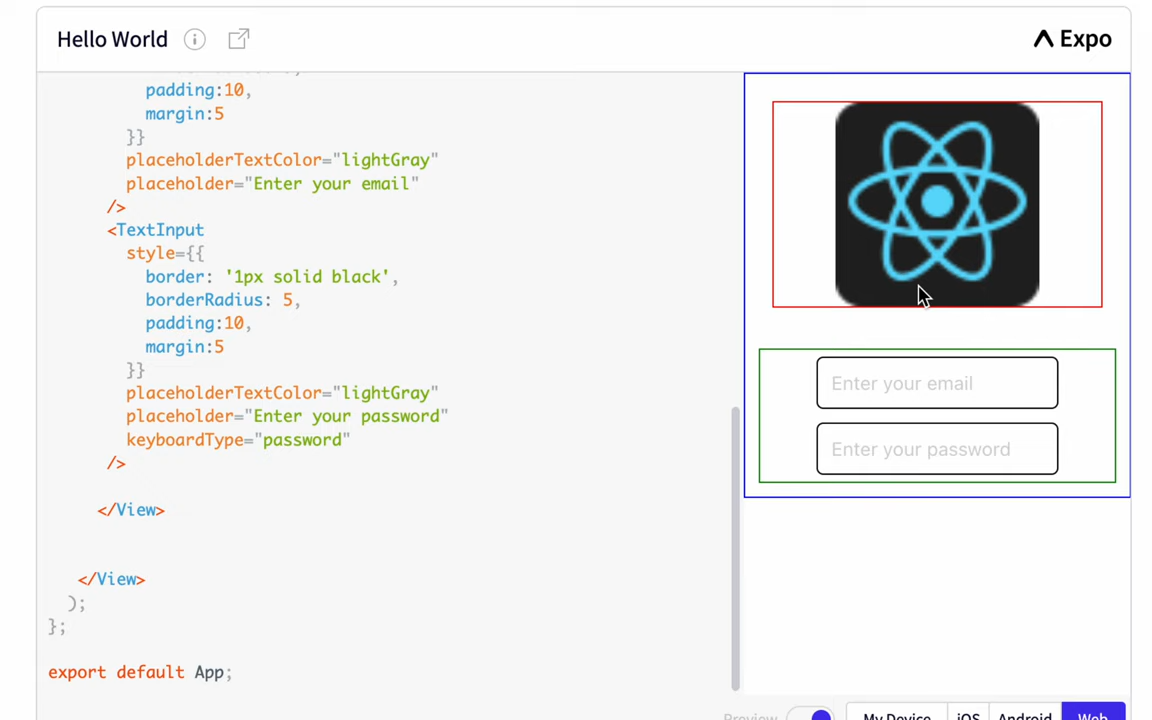 Hello World
Expo
padding:10,
margin:5
}}
placeholderTextColor="lightGray"
placeholder="Enter your email"
/>
<TextInput
style={{
border: '1px solid black',
borderRadius: 5,
padding:10,
margin:5
}}
placeholderTextColor="lightGray"
placeholder="Enter your password"
keyboardType="password"
/>
</View>
</View>
);
};
export default App;
Enter your email
Enter your password
Preview
My Device
iOS
Android
Web